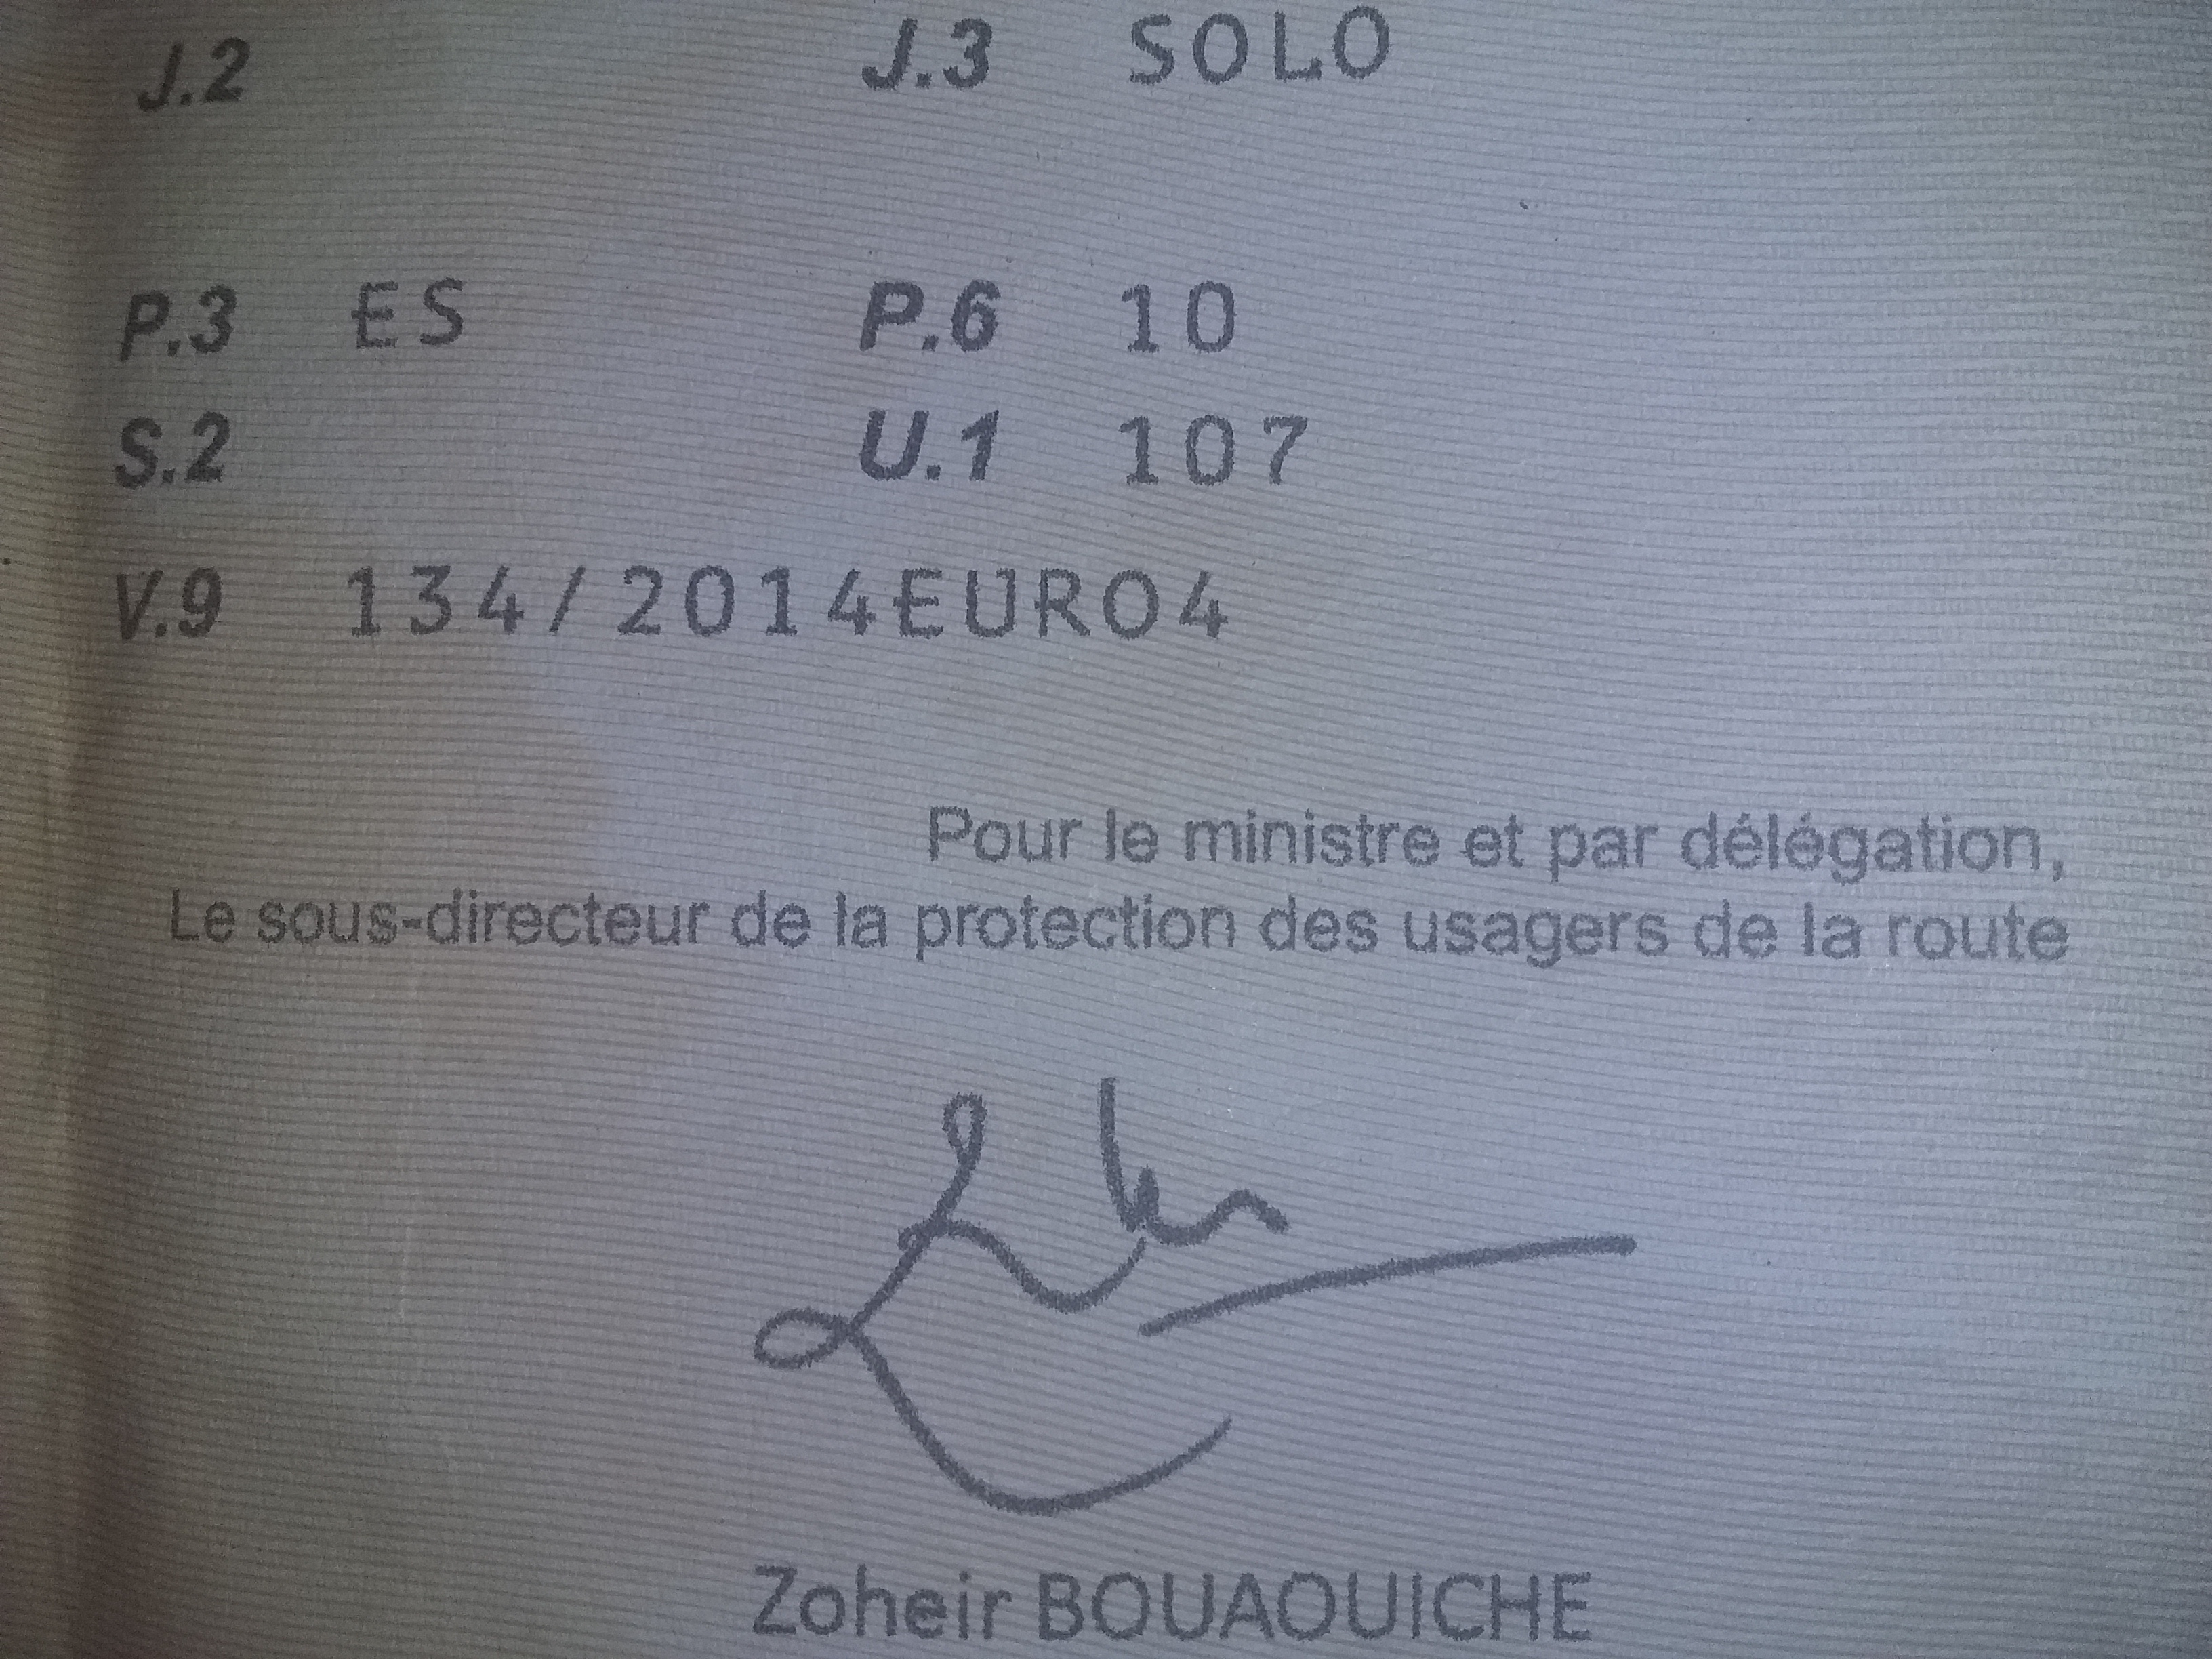 J.2 J.3 SOLO
P.3 ES P.6 10
S.2 U.1 107
V.9 134/2014EURO4
Pour le ministre et par délégation,
Le sous-directeur de la protection des usagers de la route
Zoheir BOUAOUICHE